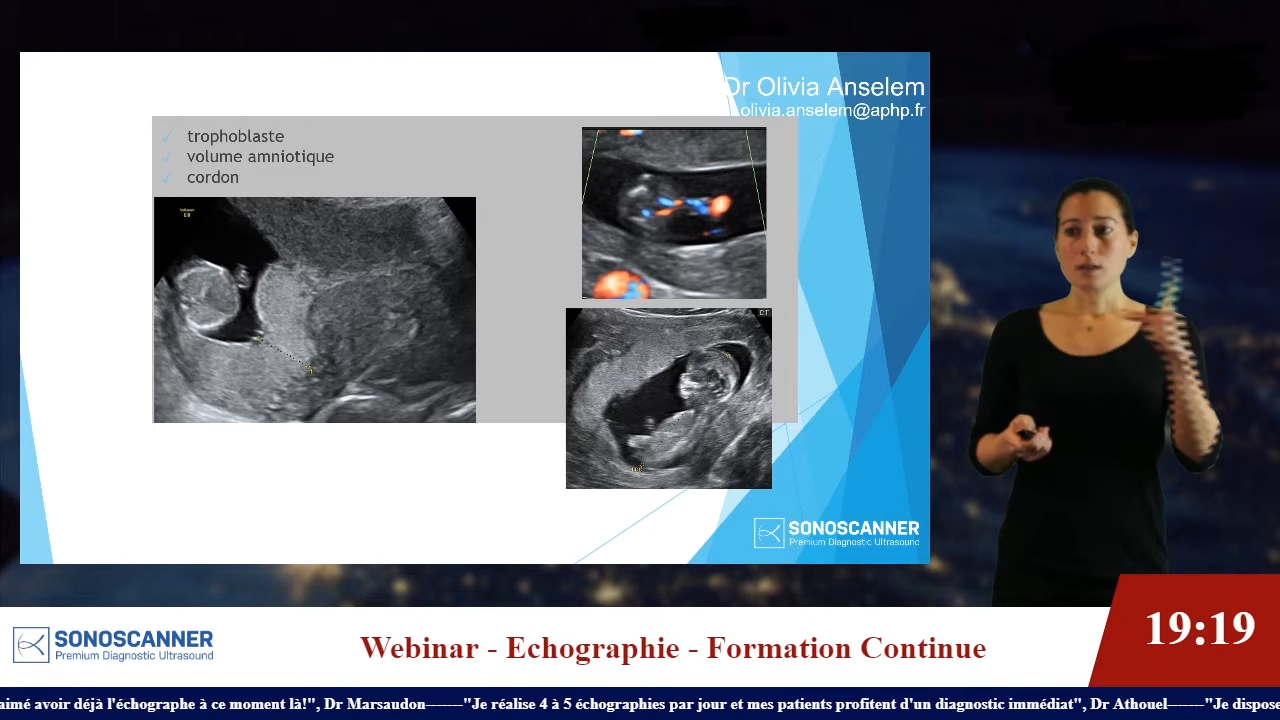 Dr Olivia Anselem
olivia.anselem@aphp.fr
✓ trophoblaste
✓ volume amniotique
✓ cordon
SONOSCANNER
Premium Diagnostic Ultrasound
SONOSCANNER
Premium Diagnostic Ultrasound
Webinar - Echographie - Formation Continue
19:19
aimé avoir déjà l'échographe à ce moment là!", Dr Marsaudon-------"Je réalise 4 à 5 échographies par jour et mes patients profitent d'un diagnostic immédiat", Dr Athouel-------"Je dispose